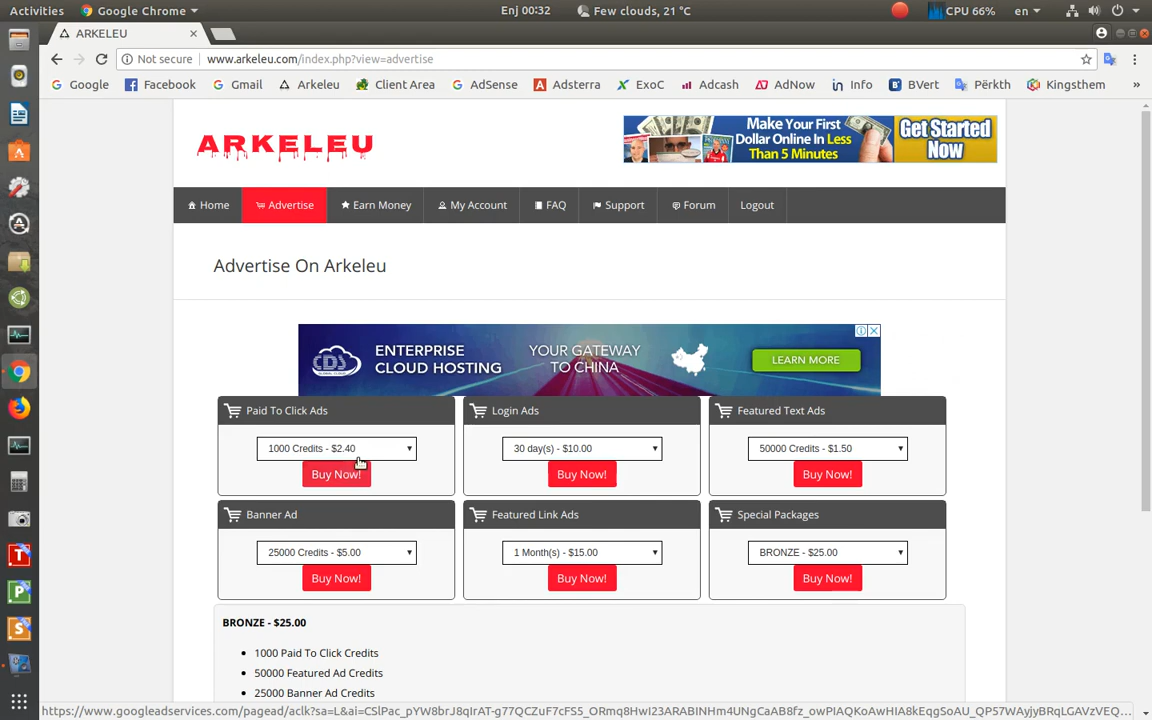 Activities Google Chrome Enj 00:32 Few clouds, 21 °C CPU 66% en
ARKELEU
Not secure www.arkeleu.com/index.php?view=advertise
Google Facebook Gmail Arkeleu Client Area AdSense Adsterra ExoC Adcash AdNow Info BVert Përkth Kingsthem »
ARKELEU
Make Your First
Dollar Online In Less
Than 5 Minutes
Get Started
Now
Home Advertise Earn Money My Account FAQ Support Forum Logout
Advertise On Arkeleu
CDS
ENTERPRISE
CLOUD HOSTING
YOUR GATEWAY
TO CHINA
LEARN MORE
Paid To Click Ads Login Ads Featured Text Ads
1000 Credits - $2.40 30 day(s) - $10.00 50000 Credits - $1.50
Buy Now! Buy Now! Buy Now!
Banner Ad Featured Link Ads Special Packages
25000 Credits - $5.00 1 Month(s) - $15.00 BRONZE - $25.00
Buy Now! Buy Now! Buy Now!
BRONZE - $25.00
1000 Paid To Click Credits
50000 Featured Ad Credits
25000 Banner Ad Credits